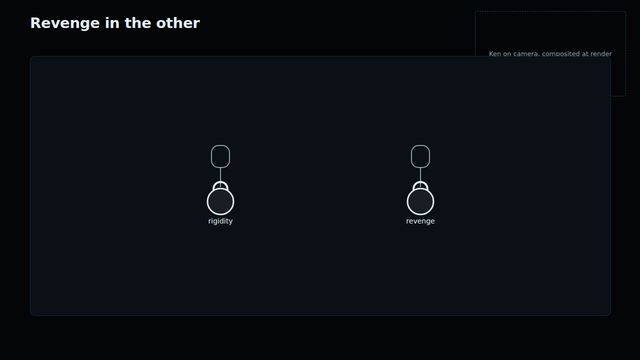 Revenge in the other
Ken on camera, composited at render
rigidity
revenge